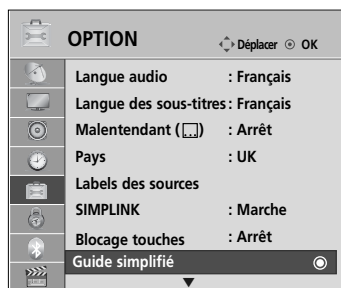 OPTION
Déplacer OK
Langue audio : Français
Langue des sous-titres : Français
Malentendant ( ) : Arrêt
Pays : UK
Labels des sources
SIMPLINK : Marche
Blocage touches : Arrêt
Guide simplifié